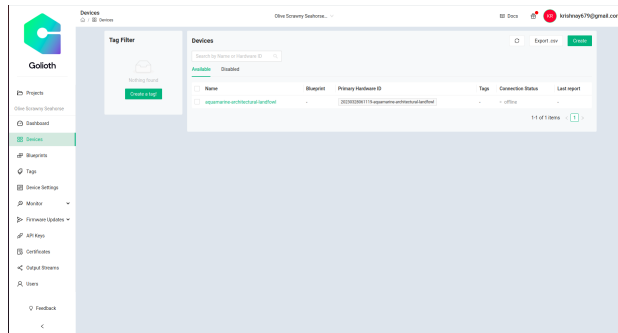 Golioth
Projects
Olive Scrawny Seahorse
Dashboard
Devices
Blueprints
Tags
Device Settings
Monitor
Firmware Updates
API Keys
Certificates
Output Streams
Users
Feedback
Devices
/ Devices
Olive Scrawny Seahorse...
Docs
KR
krishnay679@gmail.com
Tag Filter
Nothing found
Create a tag!
Devices
Export .csv
Create
Search by Name or Hardware ID
Available Disabled
Name Blueprint Primary Hardware ID Tags Connection Status Last report
aquamarine-architectural-landfowl - - offline -
1-1 of 1 items < 1 >